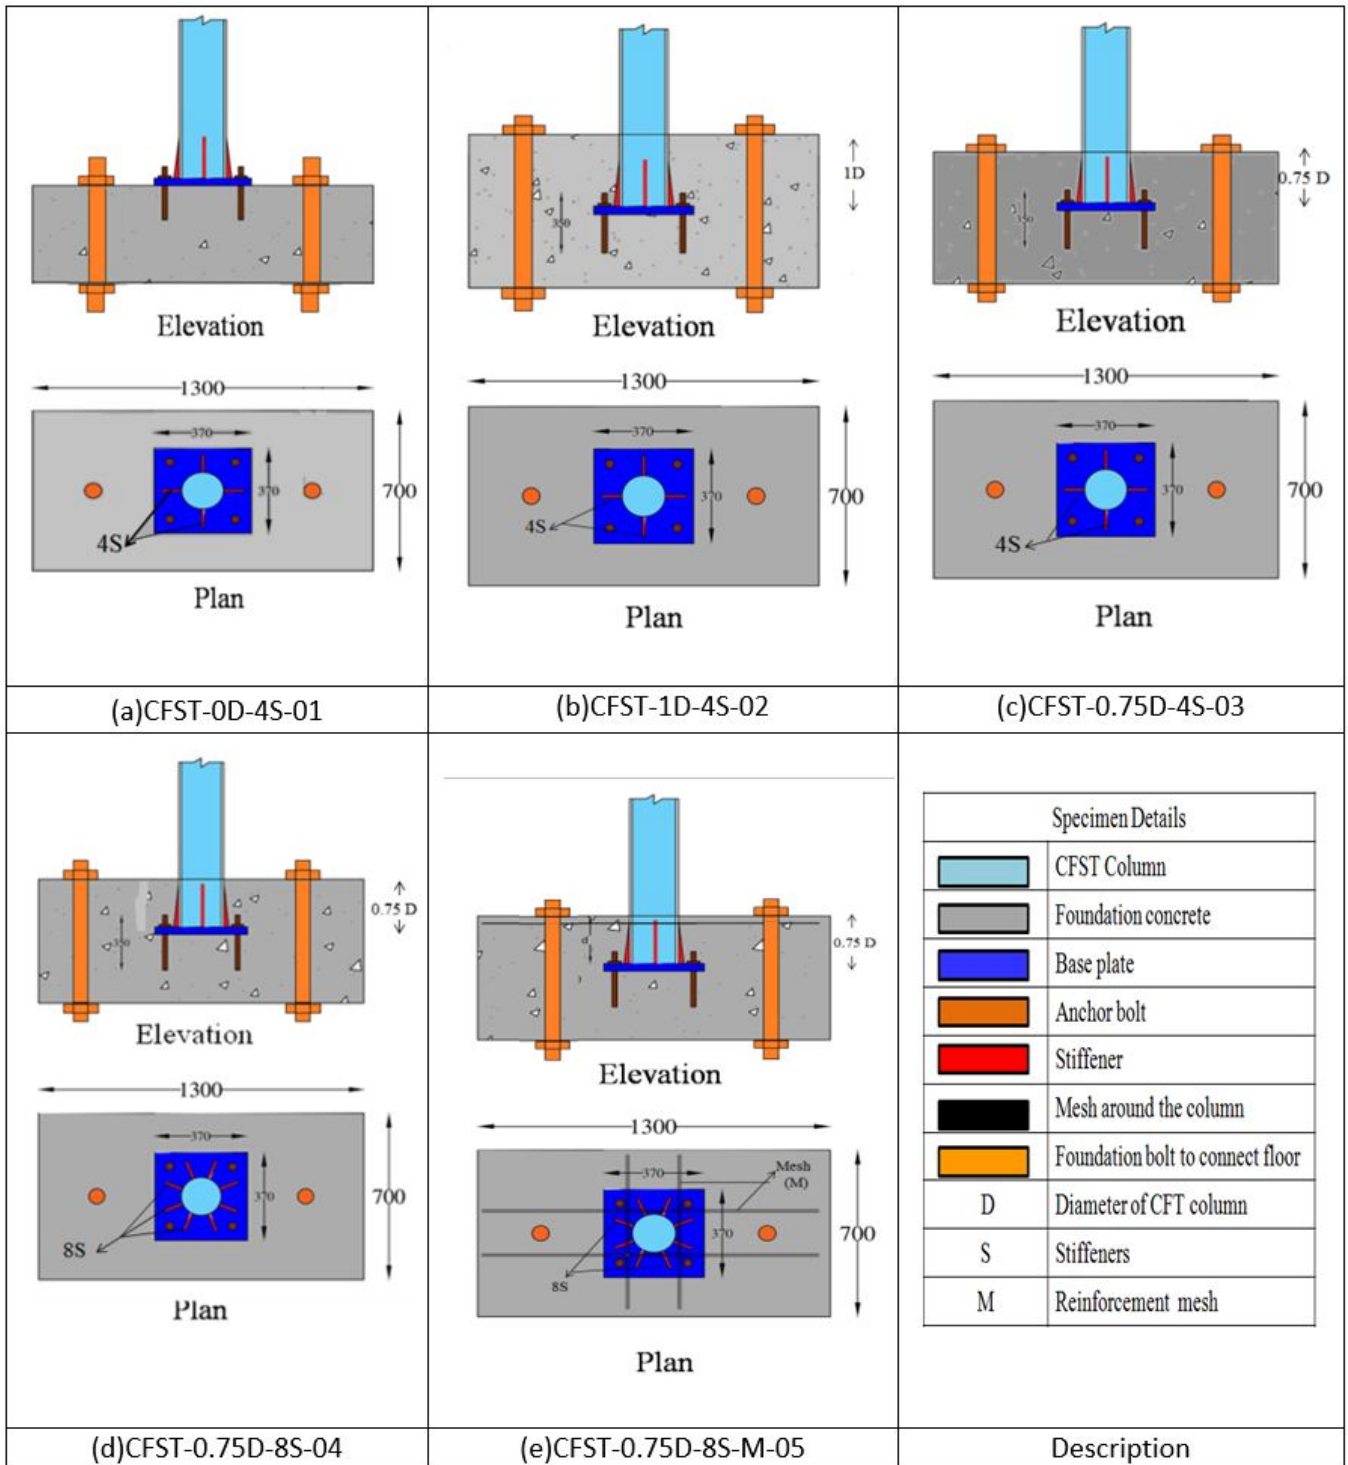 Elevation
1300
370
370
700
4S
Plan
(a)CFST-0D-4S-01
1D
350
Elevation
1300
370
370
700
4S
Plan
(b)CFST-1D-4S-02
0.75 D
350
Elevation
1300
370
370
700
4S
Plan
(c)CFST-0.75D-4S-03
0.75 D
350
Elevation
1300
370
370
700
8S
Plan
(d)CFST-0.75D-8S-04
0.75 D
Elevation
1300
370
Mesh
(M)
370
700
8S
Plan
(e)CFST-0.75D-8S-M-05
Specimen Details
CFST Column
Foundation concrete
Base plate
Anchor bolt
Stiffener
Mesh around the column
Foundation bolt to connect floor
D Diameter of CFT column
S Stiffeners
M Reinforcement mesh
Description